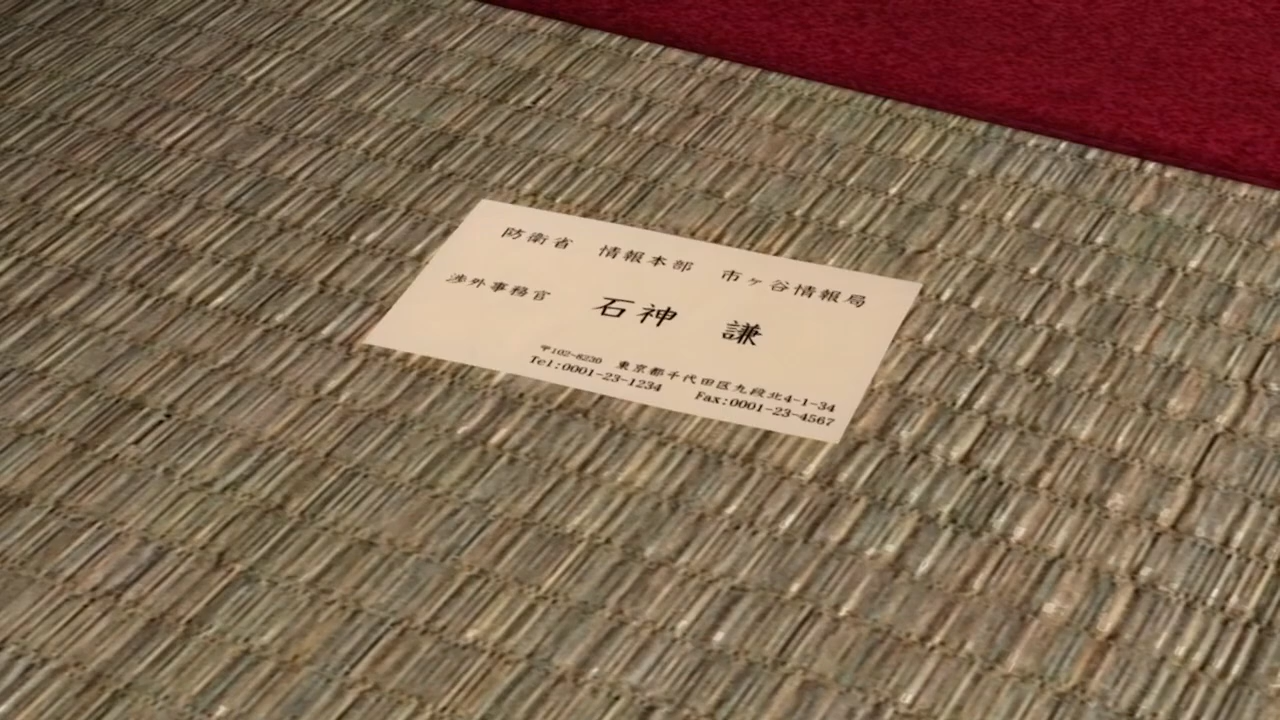 防衛省　情報本部　市ヶ谷情報局
渉外事務官　石神　謙
〒102-8230　東京都千代田区九段北4-1-34
Tel:0001-23-1234　Fax:0001-23-4567